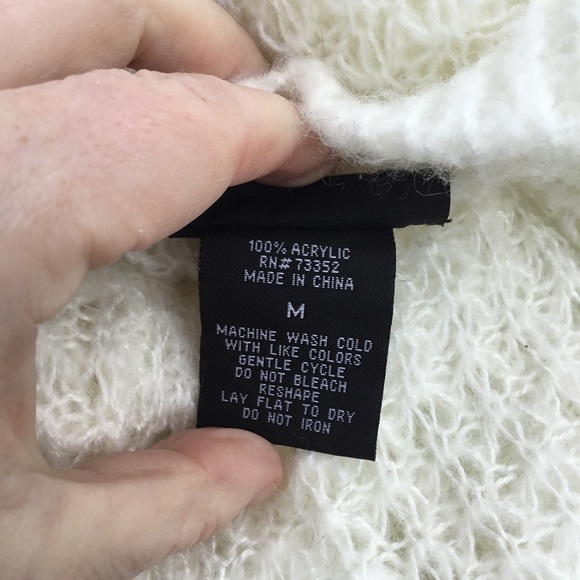 100% ACRYLIC
RN# 73352
MADE IN CHINA
M
MACHINE WASH COLD
WITH LIKE COLORS
GENTLE CYCLE
DO NOT BLEACH
RESHAPE
LAY FLAT TO DRY
DO NOT IRON